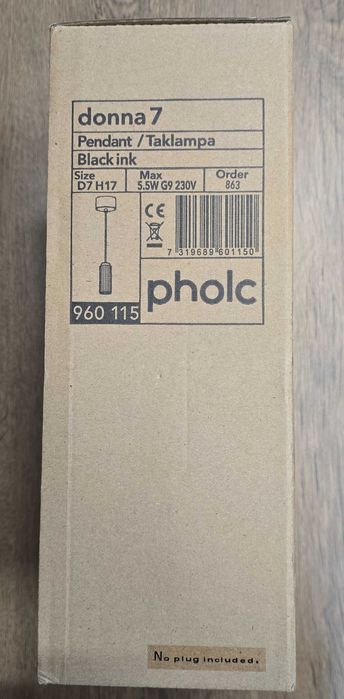 donna 7
Pendant / Taklampa
Black ink
Size Max Order
D7 H17 5.5W G9 230V 863
CE
7 319689 601150
pholc
960 115
No plug included.